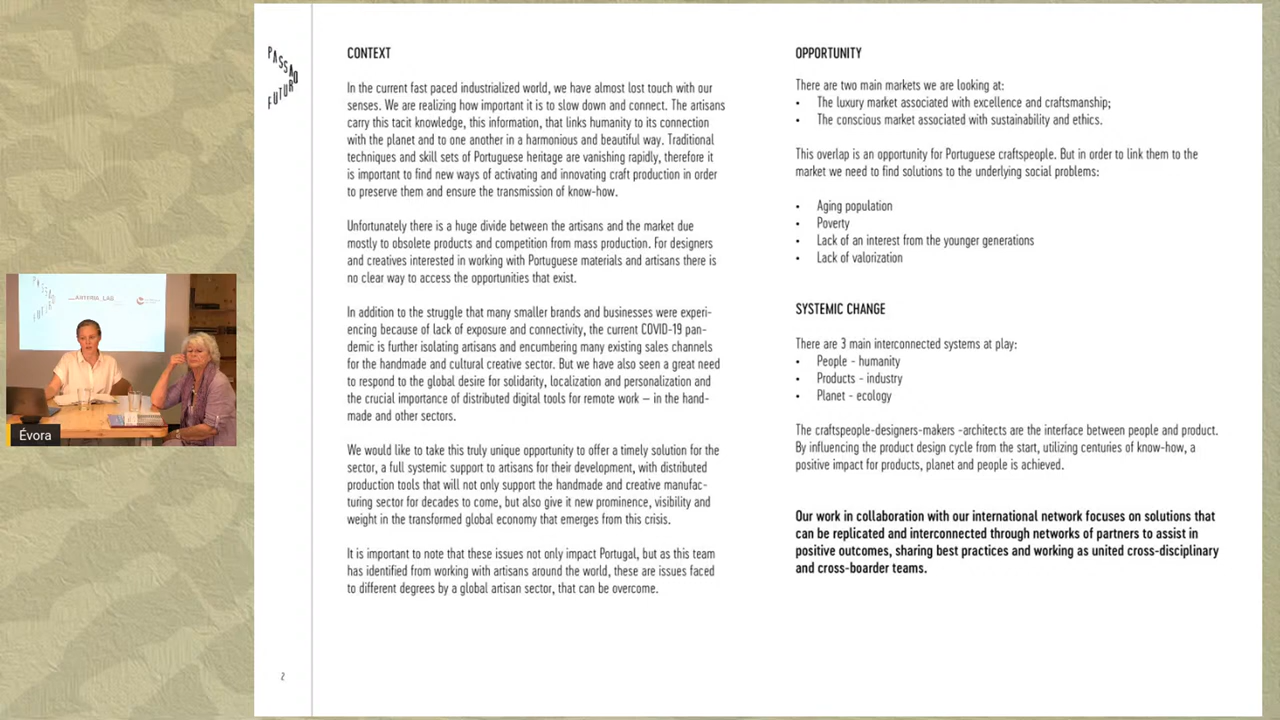 PASSA AO
FUTURO
CONTEXT
In the current fast paced industrialized world, we have almost lost touch with our
senses. We are realizing how important it is to slow down and connect. The artisans
carry this tacit knowledge, this information, that links humanity to its connection
with the planet and to one another in a harmonious and beautiful way. Traditional
techniques and skill sets of Portuguese heritage are vanishing rapidly, therefore it
is important to find new ways of activating and innovating craft production in order
to preserve them and ensure the transmission of know-how.
Unfortunately there is a huge divide between the artisans and the market due
mostly to obsolete products and competition from mass production. For designers
and creatives interested in working with Portuguese materials and artisans there is
no clear way to access the opportunities that exist.
In addition to the struggle that many smaller brands and businesses were experi-
encing because of lack of exposure and connectivity, the current COVID-19 pan-
demic is further isolating artisans and encumbering many existing sales channels
for the handmade and cultural creative sector. But we have also seen a great need
to respond to the global desire for solidarity, localization and personalization and
the crucial importance of distributed digital tools for remote work – in the hand-
made and other sectors.
We would like to take this truly unique opportunity to offer a timely solution for the
sector, a full systemic support to artisans for their development, with distributed
production tools that will not only support the handmade and creative manufac-
turing sector for decades to come, but also give it new prominence, visibility and
weight in the transformed global economy that emerges from this crisis.
It is important to note that these issues not only impact Portugal, but as this team
has identified from working with artisans around the world, these are issues faced
to different degrees by a global artisan sector, that can be overcome.
2
OPPORTUNITY
There are two main markets we are looking at:
• The luxury market associated with excellence and craftsmanship;
• The conscious market associated with sustainability and ethics.
This overlap is an opportunity for Portuguese craftspeople. But in order to link them to the
market we need to find solutions to the underlying social problems:
• Aging population
• Poverty
• Lack of an interest from the younger generations
• Lack of valorization
SYSTEMIC CHANGE
There are 3 main interconnected systems at play:
• People - humanity
• Products - industry
• Planet - ecology
The craftspeople-designers-makers -architects are the interface between people and product.
By influencing the product design cycle from the start, utilizing centuries of know-how, a
positive impact for products, planet and people is achieved.
Our work in collaboration with our international network focuses on solutions that
can be replicated and interconnected through networks of partners to assist in
positive outcomes, sharing best practices and working as united cross-disciplinary
and cross-boarder teams.
Évora